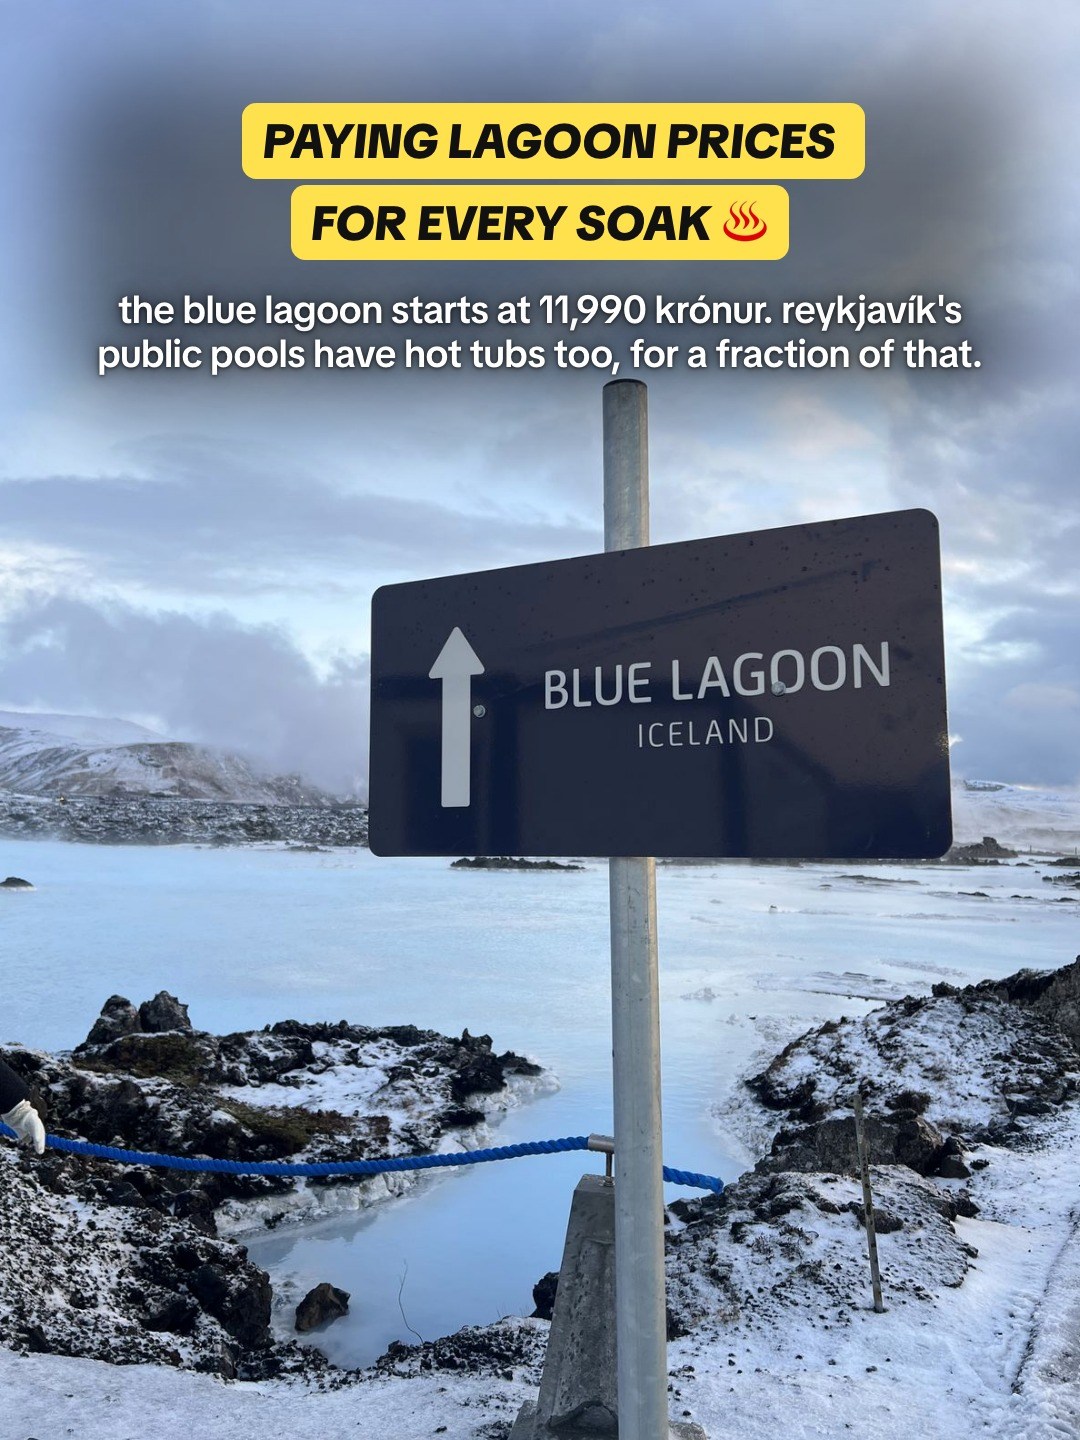 PAYING LAGOON PRICES
FOR EVERY SOAK ♨️
the blue lagoon starts at 11,990 krónur. reykjavík's
public pools have hot tubs too, for a fraction of that.
BLUE LAGOON
ICELAND